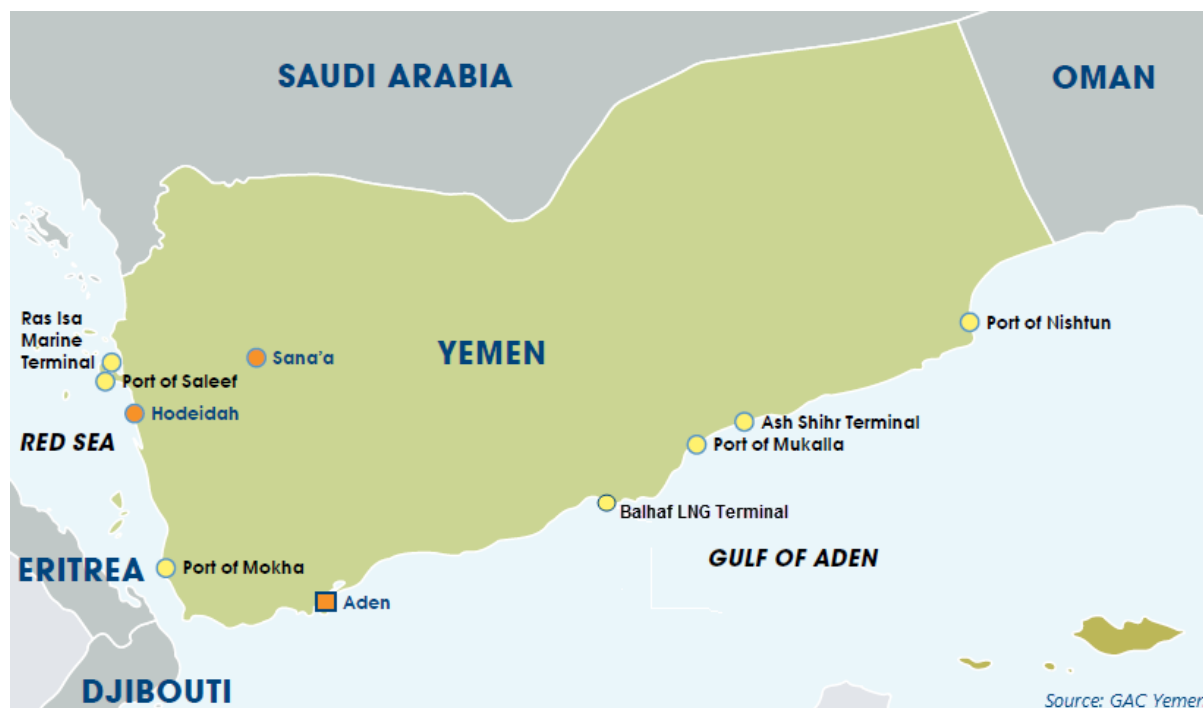 SAUDI ARABIA
OMAN
Ras Isa
Marine
Terminal
Port of Saleef
Sana'a
YEMEN
Port of Nishtun
Hodeidah
RED SEA
Ash Shihr Terminal
Port of Mukalla
Balhaf LNG Terminal
GULF OF ADEN
ERITREA
Port of Mokha
Aden
DJIBOUTI
Source: GAC Yemen